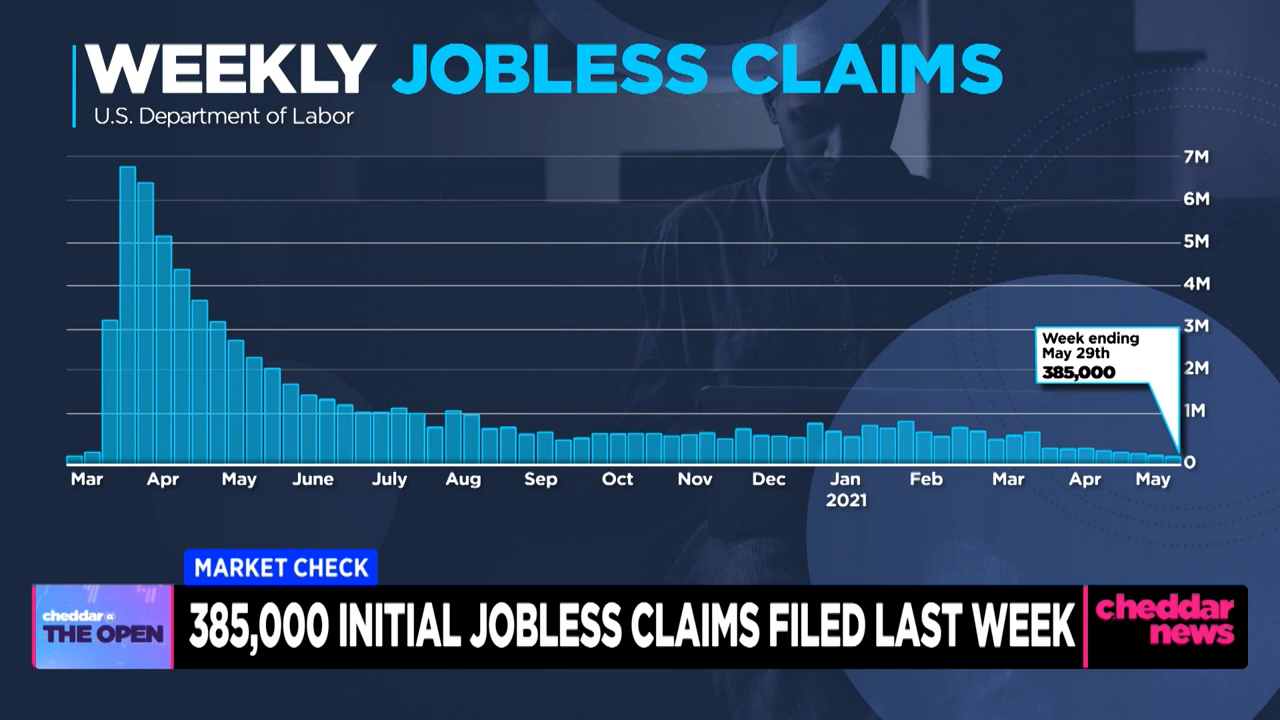 WEEKLY JOBLESS CLAIMS
U.S. Department of Labor
7M
6M
5M
4M
3M
2M
1M
0
Week ending
May 29th
385,000
Mar Apr May June July Aug Sep Oct Nov Dec Jan Feb Mar Apr May
2021
MARKET CHECK
cheddar
THE OPEN
385,000 INITIAL JOBLESS CLAIMS FILED LAST WEEK
cheddar
news